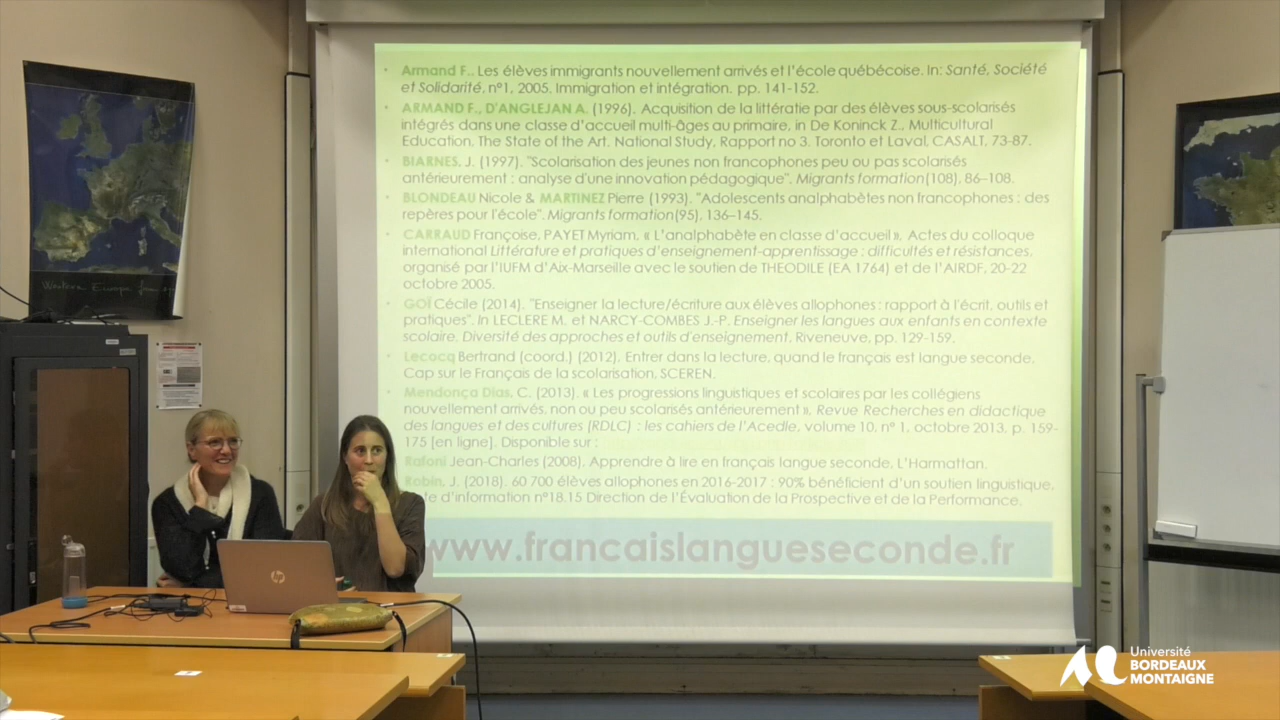 Armand F.. Les élèves immigrants nouvellement arrivés et l'école québécoise. In: Santé, Société
et Solidarité, n°1, 2005. Immigration et intégration. pp. 141-152.
ARMAND F., D'ANGLEJAN A. (1996). Acquisition de la littératie par des élèves sous-scolarisés
intégrés dans une classe d'accueil multi-âges au primaire, in De Koninck Z., Multicultural
Education, The State of the Art. National Study, Rapport no 3. Toronto et Laval, CASALT, 73-87.
BIARNES, J. (1997). "Scolarisation des jeunes non francophones peu ou pas scolarisés
antérieurement : analyse d'une innovation pédagogique". Migrants formation(108), 86–108.
BLONDEAU Nicole & MARTINEZ Pierre (1993). "Adolescents analphabètes non francophones : des
repères pour l'école". Migrants formation(95), 136–145.
CARRAUD Françoise, PAYET Myriam, « L'analphabète en classe d'accueil », Actes du colloque
international Littérature et pratiques d'enseignement-apprentissage : difficultés et résistances,
organisé par l'IUFM d'Aix-Marseille avec le soutien de THEODILE (EA 1764) et de l'AIRDF, 20-22
octobre 2005.
GOÏ Cécile (2014). "Enseigner la lecture/écriture aux élèves allophones : rapport à l'écrit, outils et
pratiques". In LECLERE M. et NARCY-COMBES J.-P. Enseigner les langues aux enfants en contexte
scolaire. Diversité des approches et outils d'enseignement, Riveneuve, pp. 129-159.
Lecocq Bertrand (coord.) (2012), Entrer dans la lecture, quand le français est langue seconde,
Cap sur le Français de la scolarisation, SCEREN.
Mendonça Dias, C. (2013). « Les progressions linguistiques et scolaires par les collégiens
nouvellement arrivés, non ou peu scolarisés antérieurement ». Revue Recherches en didactique
des langues et des cultures (RDLC) : les cahiers de l'Acedle, volume 10, n° 1, octobre 2013, p. 159-
175 [en ligne]. Disponible sur :
Rafoni Jean-Charles (2008), Apprendre à lire en français langue seconde, L'Harmattan.
Robin, J. (2018). 60 700 élèves allophones en 2016-2017 : 90% bénéficient d'un soutien linguistique,
d'information n°18.15 Direction de l'Évaluation de la Prospective et de la Performance.
www.francaislangueseconde.fr
Western Europe from
hp
Université
BORDEAUX
MONTAIGNE